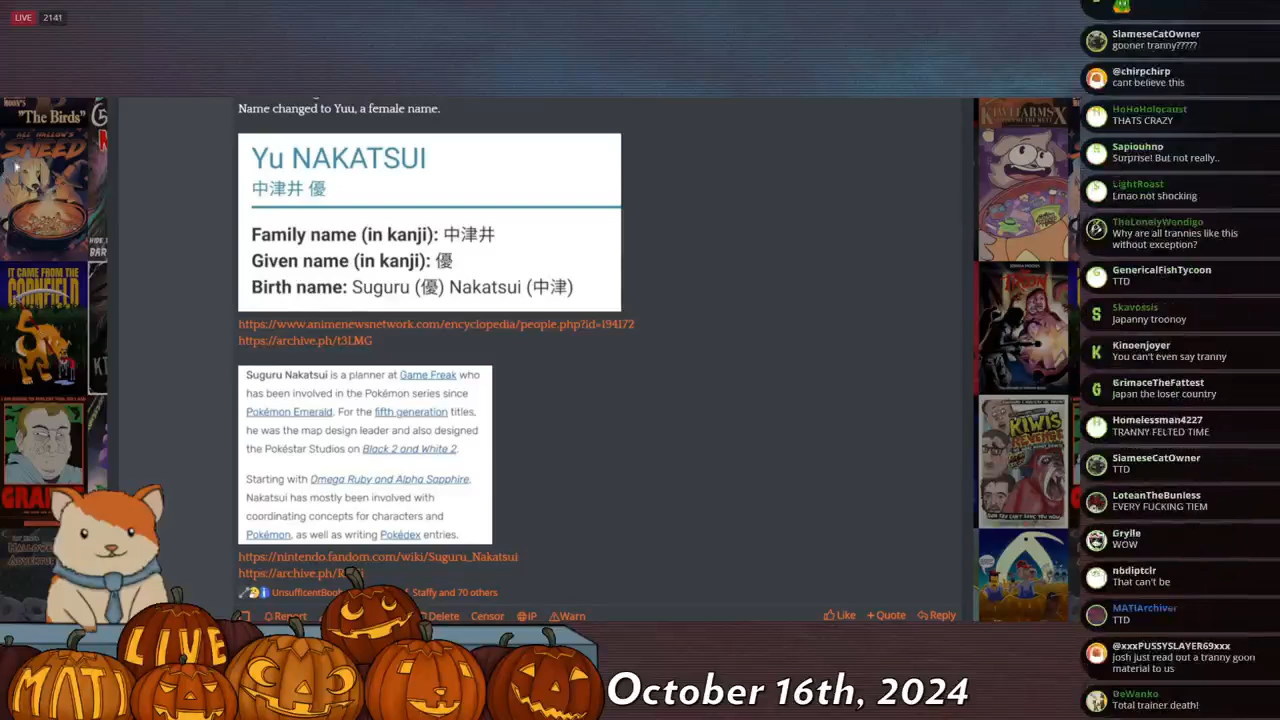 LIVE 2141
Name changed to Yuu, a female name.
Yu NAKATSUI
中津井 優
Family name (in kanji): 中津井
Given name (in kanji): 優
Birth name: Suguru (優) Nakatsui (中津)
https://www.animenewsnetwork.com/encyclopedia/people.php?id=194172
https://archive.ph/t3LMG
Suguru Nakatsui is a planner at Game Freak who
has been involved in the Pokémon series since
Pokémon Emerald. For the fifth generation titles,
he was the map design leader and also designed
the Pokéstar Studios on Black 2 and White 2.
Starting with Omega Ruby and Alpha Sapphire,
Nakatsui has mostly been involved with
coordinating concepts for characters and
Pokémon, as well as writing Pokédex entries.
https://nintendo.fandom.com/wiki/Suguru_Nakatsui
https://archive.ph/
Staffy and 70 others
Report Delete Censor IP Warn Like +Quote Reply
"The Birds"
ALL HALLOW'S
SNEED
IT CAME FROM THE
CORNFIELD
KIWIFARMSX
KIWIS
REVENGE
LIVE
MATI
October 16th, 2024
SiameseCatOwner
gooner tranny?????
@chirpchirp
cant believe this
HoHoHolocaust
THATS CRAZY
Sapiouhno
Surprise! But not really..
LightRoast
Lmao not shocking
TheLonelyWendigo
Why are all trannies like this
without exception?
GenericalFishTycoon
TTD
Skavossis
Japanny troonoy
Kinoenjoyer
You can't even say tranny
GrimaceTheFattest
Japan the loser country
Homelessman4227
TRANNY FELTED TIME
SiameseCatOwner
TTD
LoteanTheBunless
EVERY FUCKING TIEM
Grylle
WOW
nbdiptclr
That can't be
MATIArchiver
TTD
@xxxPUSSYSLAYER69xxx
Josh just read out a tranny goon
material to us
DeWanko
Total trainer death!